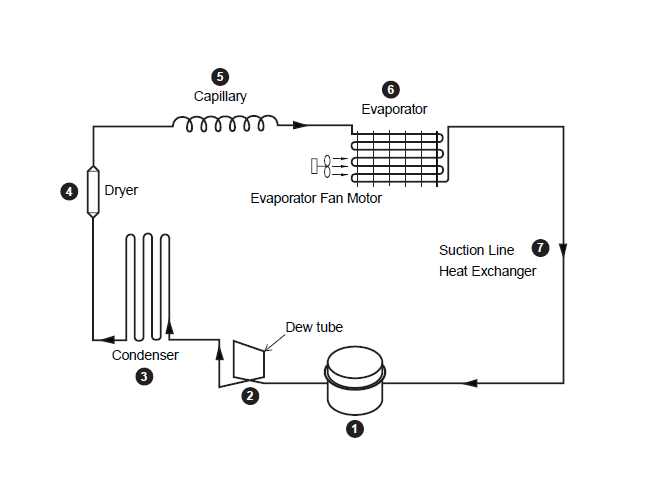 5
Capillary
6
Evaporator
4
Dryer
Evaporator Fan Motor
7
Suction Line
Heat Exchanger
Dew tube
Condenser
3
2
1